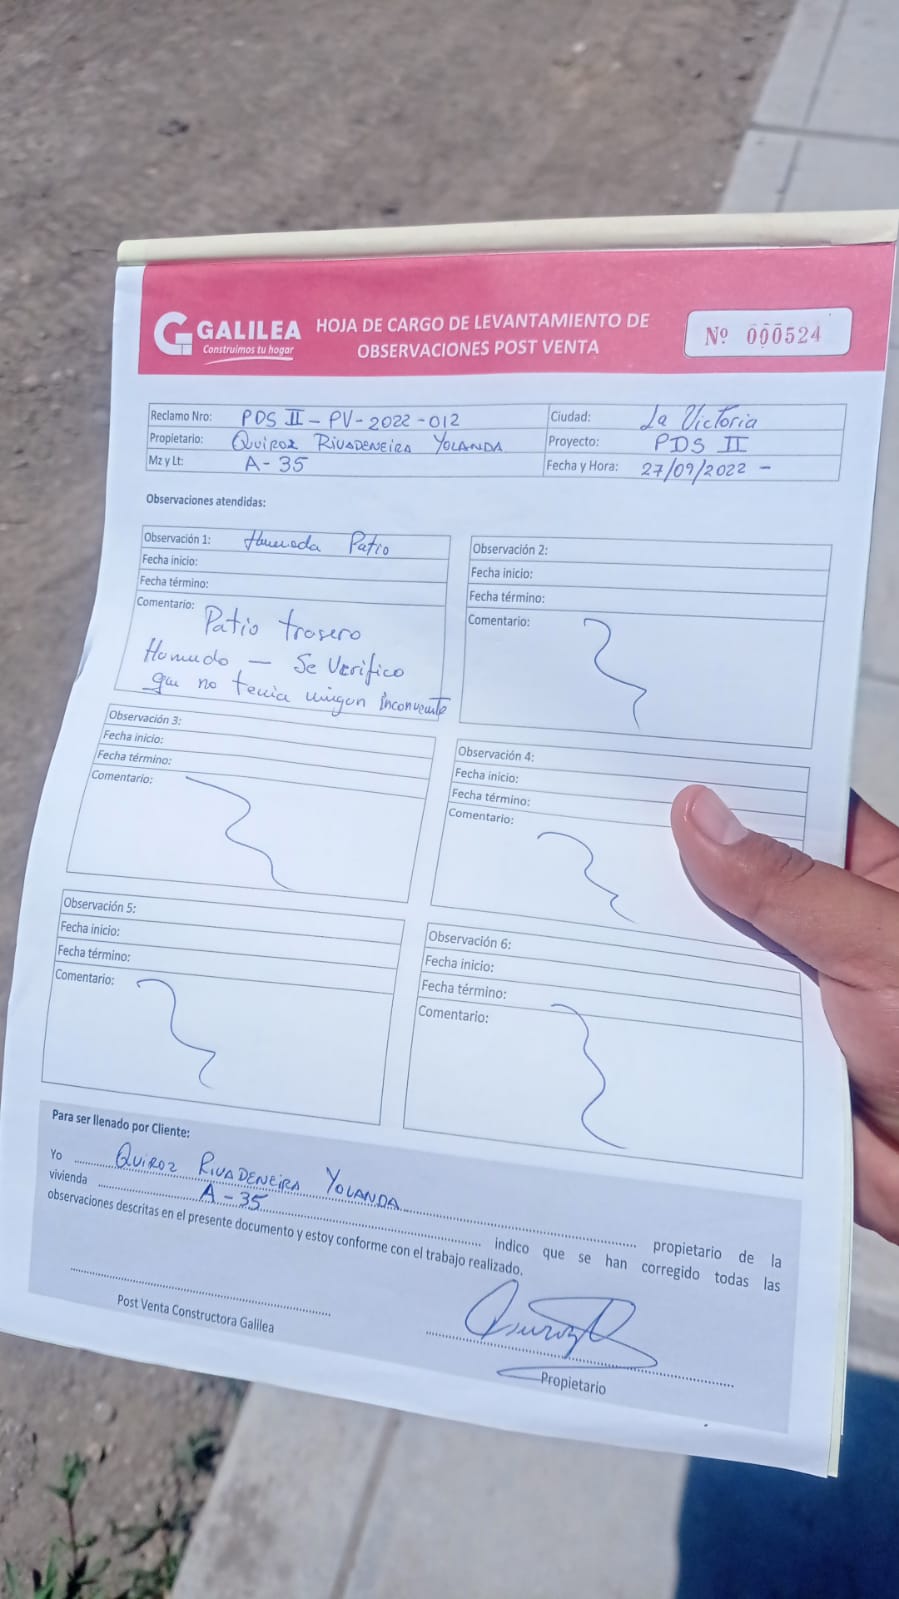 GALILEA
Construimos tu hogar
HOJA DE CARGO DE LEVANTAMIENTO DE
OBSERVACIONES POST VENTA
Nº 000524
Reclamo Nro: PDS II - PV - 2022 - 012
Ciudad: La Victoria
Propietario: QUIROZ RIVADENEIRA YOLANDA
Proyecto: PDS II
Mz y Lt: A - 35
Fecha y Hora: 27/09/2022 -
Observaciones atendidas:
Observación 1: Humeda Patio
Fecha inicio:
Fecha término:
Comentario: Patio trasero
Humedo — Se Verifico
que no tenia ningun inconveniente
Observación 2:
Fecha inicio:
Fecha término:
Comentario:
Observación 3:
Fecha inicio:
Fecha término:
Comentario:
Observación 4:
Fecha inicio:
Fecha término:
Comentario:
Observación 5:
Fecha inicio:
Fecha término:
Comentario:
Observación 6:
Fecha inicio:
Fecha término:
Comentario:
Para ser llenado por Cliente:
Yo QUIROZ RIVADENEIRA YOLANDA propietario de la
vivienda A - 35 indico que se han corregido todas las
observaciones descritas en el presente documento y estoy conforme con el trabajo realizado.
Post Venta Constructora Galilea
Propietario